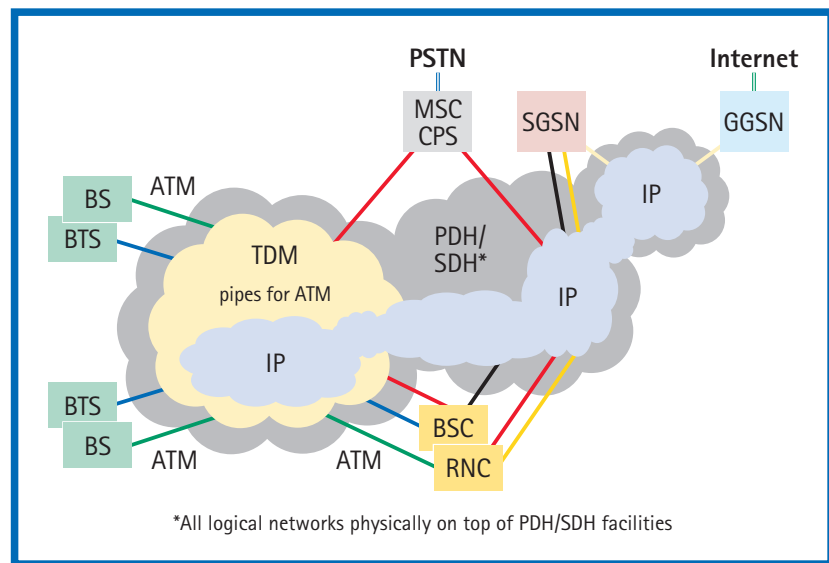 PSTN
Internet
MSC
CPS
SGSN
GGSN
ATM
BS
BTS
IP
TDM
pipes for ATM
PDH/
SDH*
IP
IP
BTS
BS
ATM
ATM
BSC
RNC
*All logical networks physically on top of PDH/SDH facilities